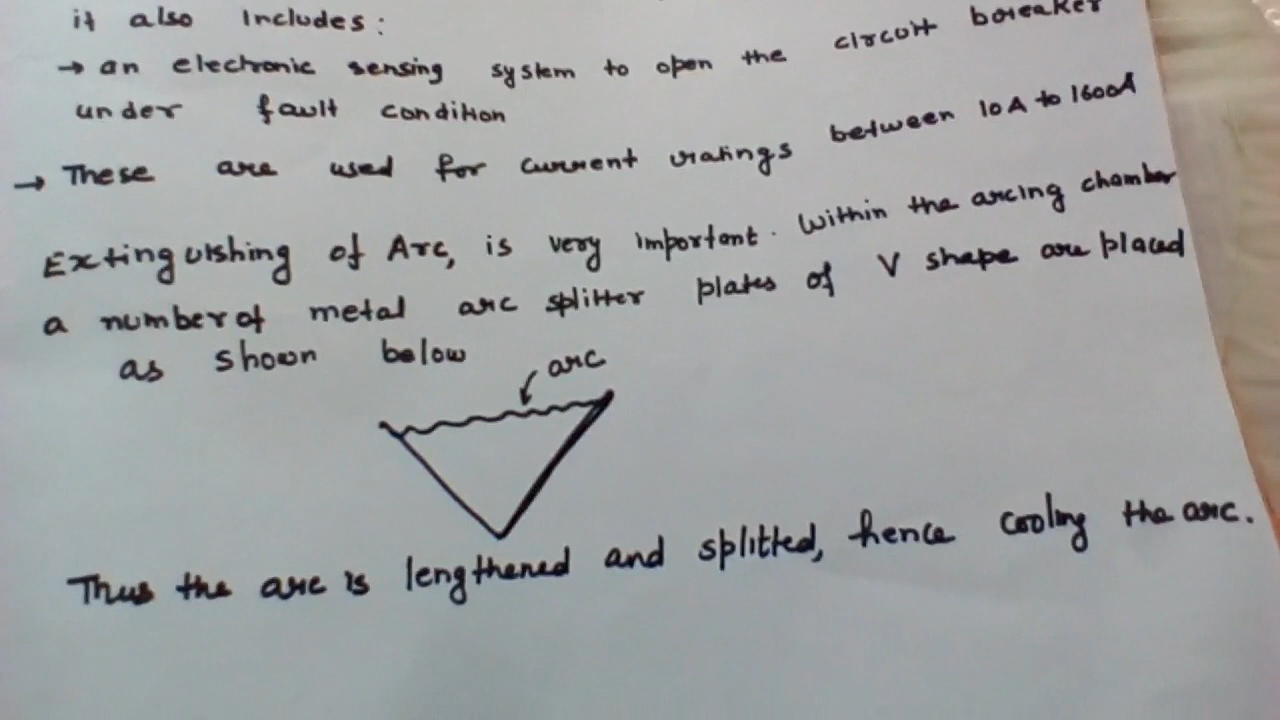 it also Includes:
→ an electronic sensing system to open the circuit breaker
under fault condition
→ These are used for current ratings between 10A to 1600A
Extinguishing of Arc, is very important. Within the arcing chamber
a number of metal arc splitter plates of V shape are placed
as shown below
arc
Thus the arc is lengthened and splitted, hence cooling the arc.